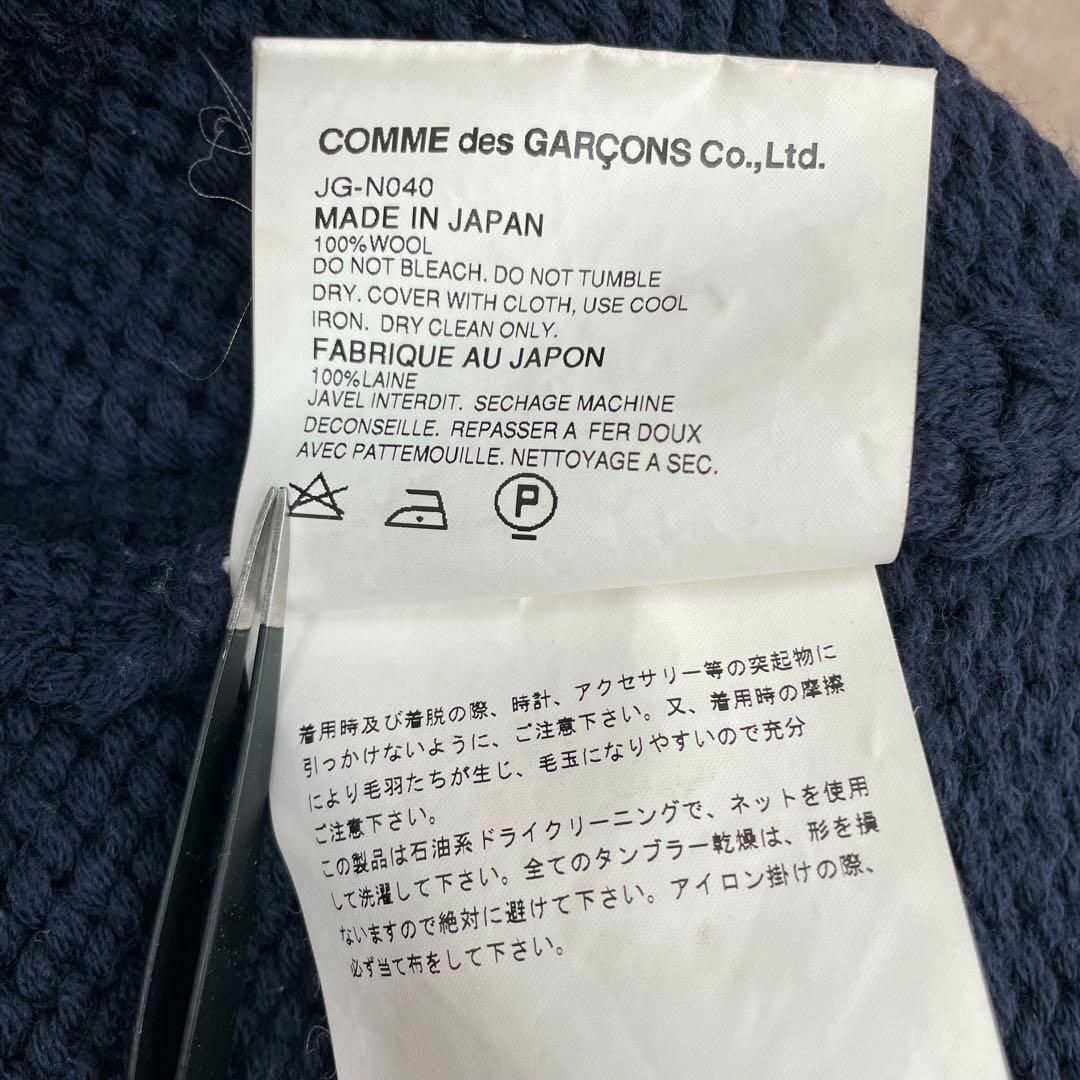 COMME des GARÇONS Co.,Ltd.
JG-N040
MADE IN JAPAN
100%WOOL
DO NOT BLEACH. DO NOT TUMBLE
DRY. COVER WITH CLOTH, USE COOL
IRON. DRY CLEAN ONLY.
FABRIQUE AU JAPON
100%LAINE
JAVEL INTERDIT. SECHAGE MACHINE
DECONSEILLE. REPASSER A FER DOUX
AVEC PATTEMOUILLE. NETTOYAGE A SEC.
P
着用時及び着脱の際、時計、アクセサリー等の突起物に
引っかけないように、ご注意下さい。又、着用時の摩擦
により毛羽たちが生じ、毛玉になりやすいので充分
ご注意下さい。
この製品は石油系ドライクリーニングで、ネットを使用
して洗濯して下さい。全てのタンブラー乾燥は、形を損
ないますので絶対に避けて下さい。アイロン掛けの際、
必ず当て布をして下さい。